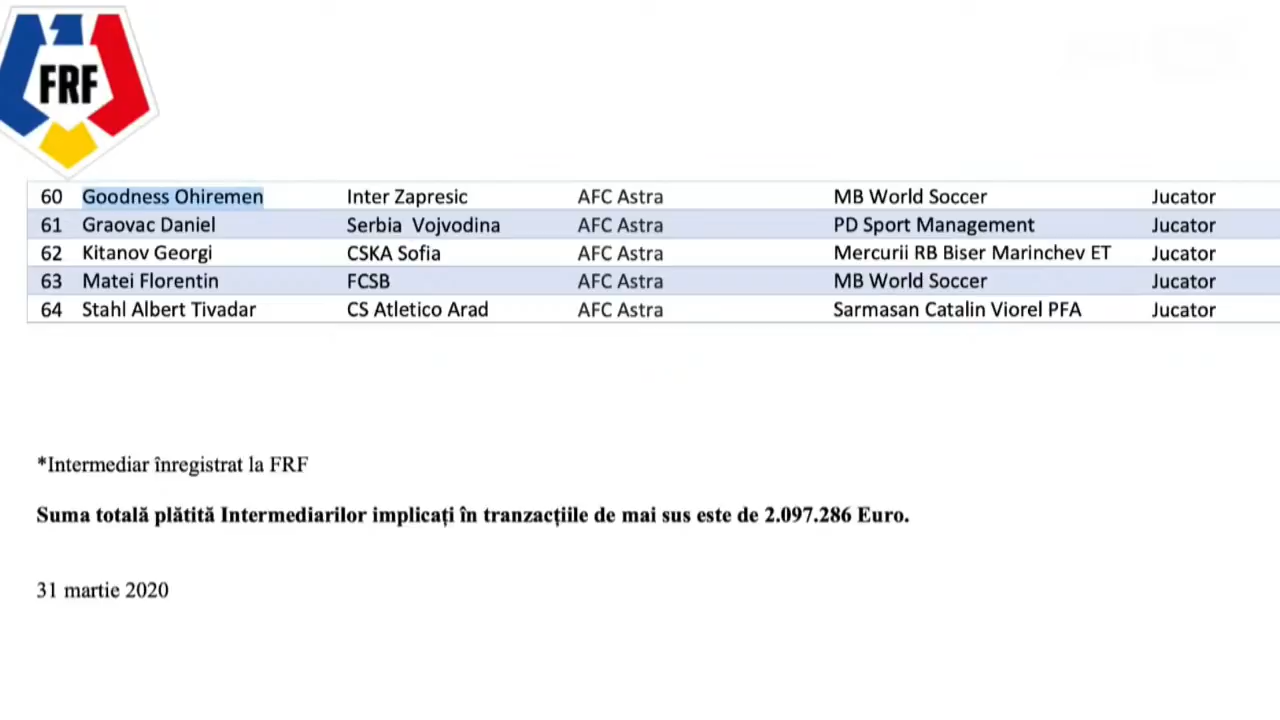 FRF
60 Goodness Ohiremen Inter Zapresic AFC Astra MB World Soccer Jucator
61 Graovac Daniel Serbia Vojvodina AFC Astra PD Sport Management Jucator
62 Kitanov Georgi CSKA Sofia AFC Astra Mercurii RB Biser Marinchev ET Jucator
63 Matei Florentin FCSB AFC Astra MB World Soccer Jucator
64 Stahl Albert Tivadar CS Atletico Arad AFC Astra Sarmasan Catalin Viorel PFA Jucator
*Intermediar înregistrat la FRF
Suma totală plătită Intermediarilor implicați în tranzacțiile de mai sus este de 2.097.286 Euro.
31 martie 2020